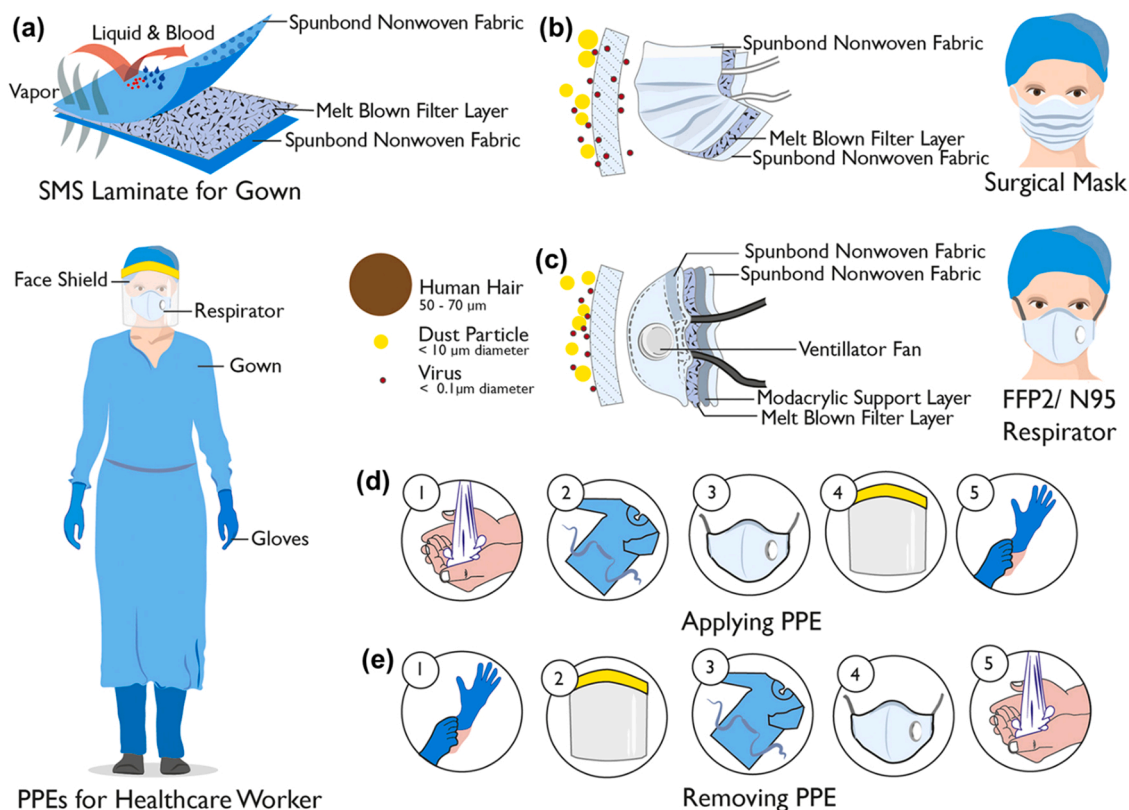 (a)
Liquid & Blood
Spunbond Nonwoven Fabric
Vapor
Melt Blown Filter Layer
Spunbond Nonwoven Fabric
SMS Laminate for Gown
(b)
Spunbond Nonwoven Fabric
Melt Blown Filter Layer
Spunbond Nonwoven Fabric
Surgical Mask
Face Shield
Respirator
Gown
Gloves
PPEs for Healthcare Worker
Human Hair
50 - 70 µm
Dust Particle
< 10 µm diameter
Virus
< 0.1µm diameter
(c)
Spunbond Nonwoven Fabric
Spunbond Nonwoven Fabric
Ventillator Fan
Modacrylic Support Layer
Melt Blown Filter Layer
FFP2/ N95
Respirator
(d)
1
2
3
4
5
Applying PPE
(e)
1
2
3
4
5
Removing PPE